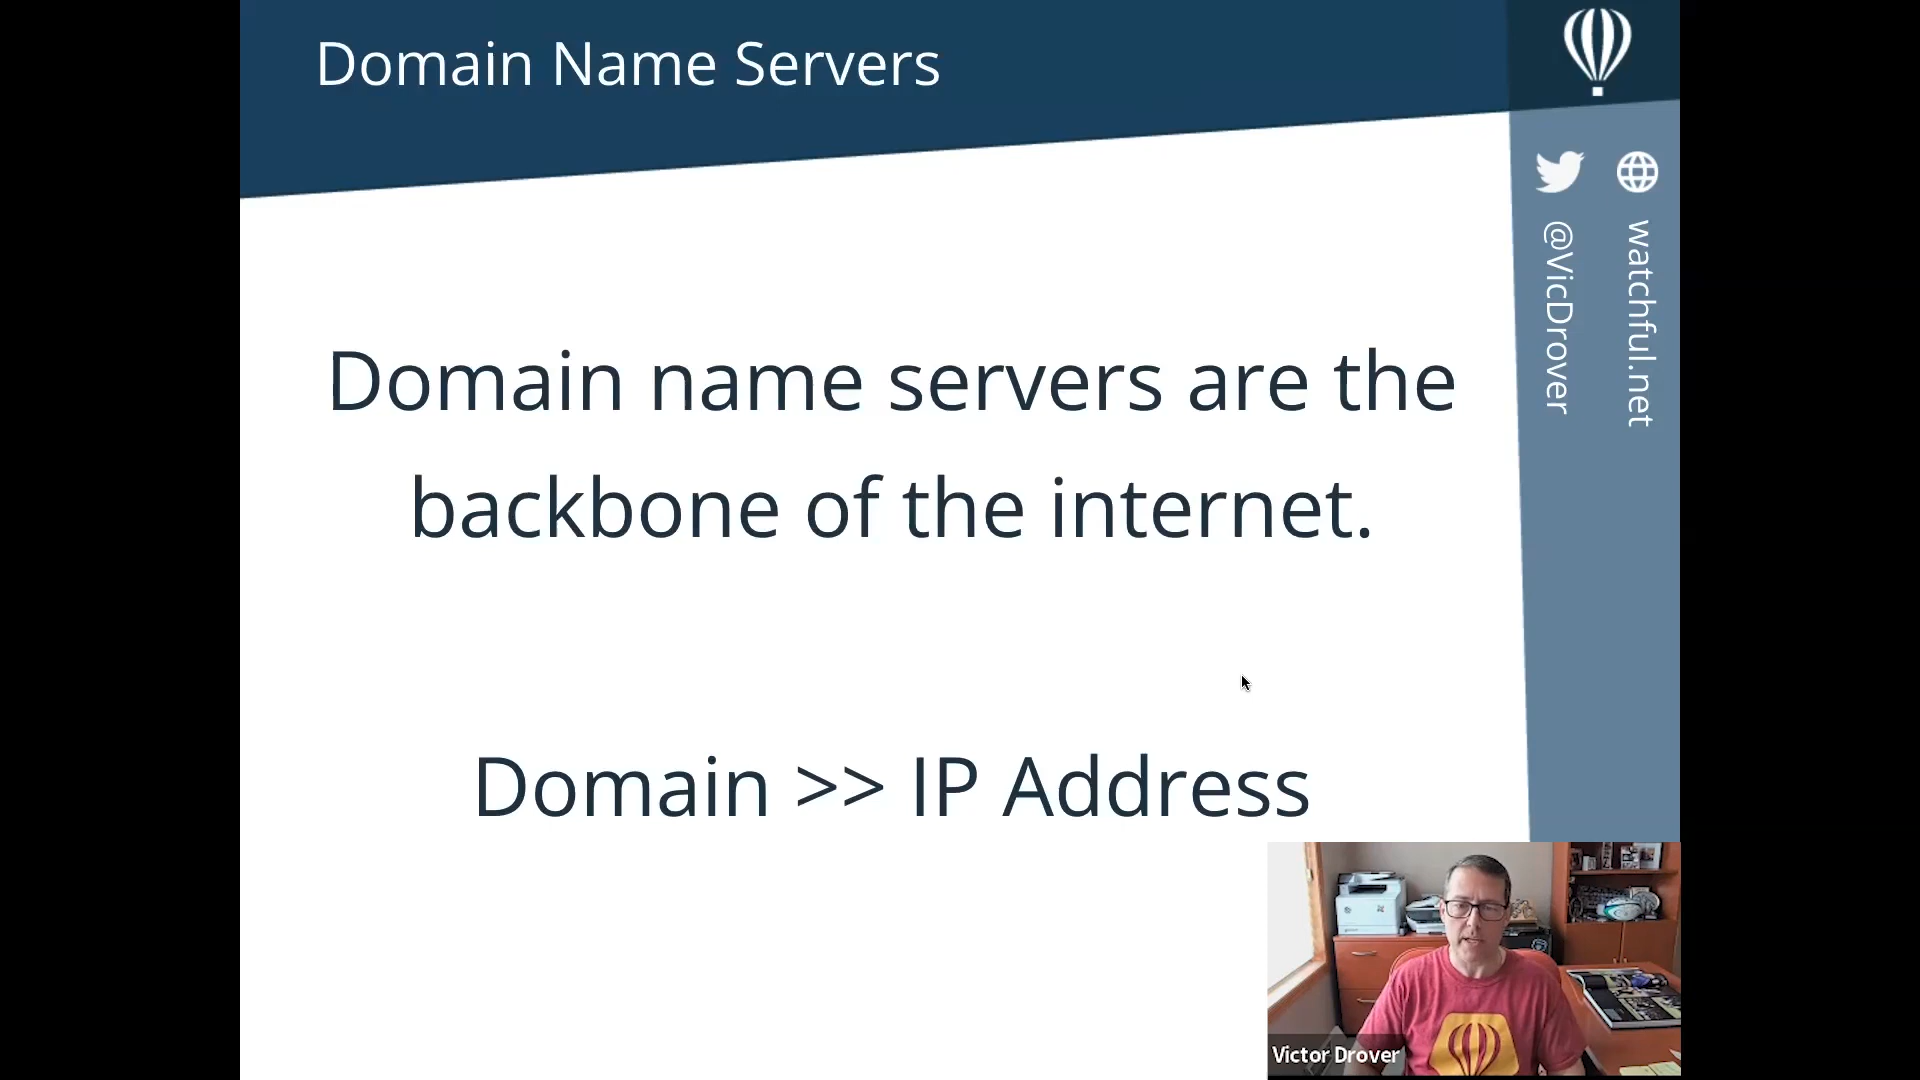 Domain Name Servers
watchful.net
@VicDrover
Domain name servers are the
backbone of the internet.
Domain >> IP Address
Victor Drover